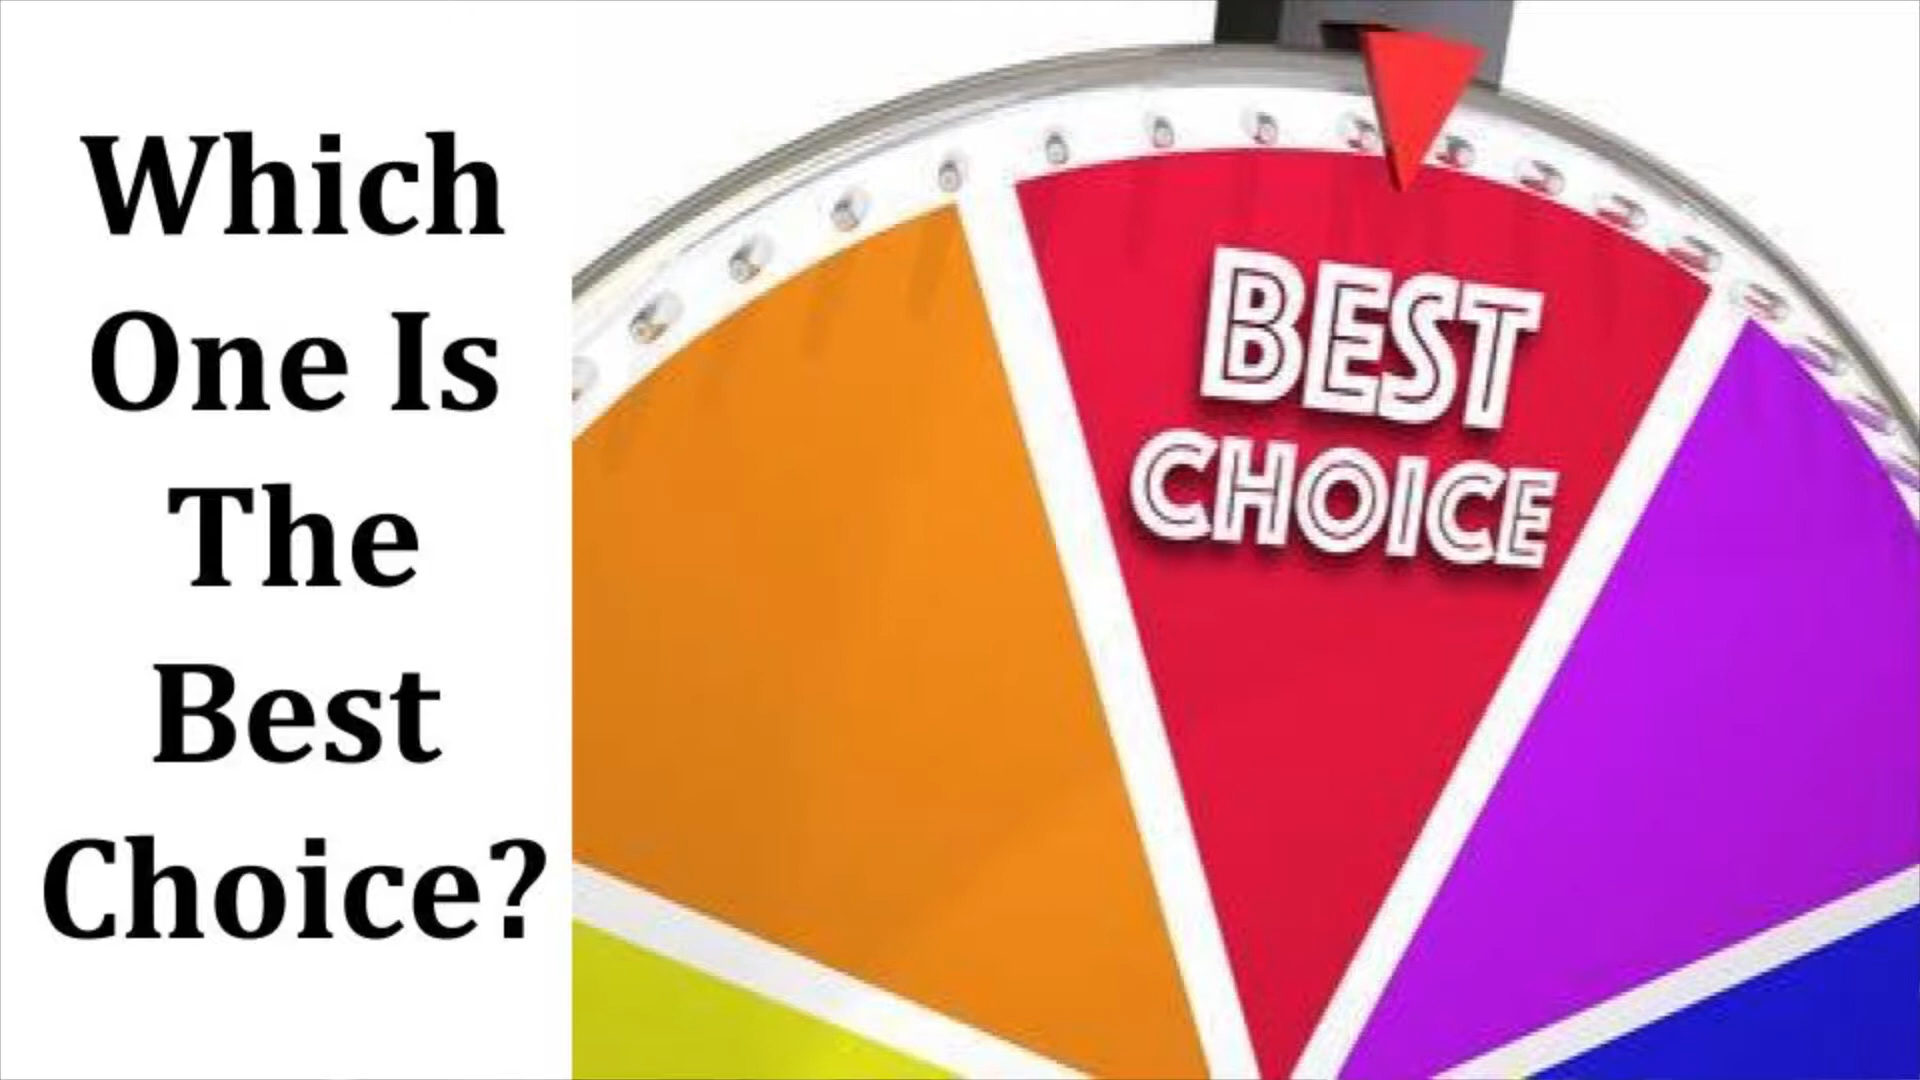 Which
One Is
The
Best
Choice?
BEST
CHOICE